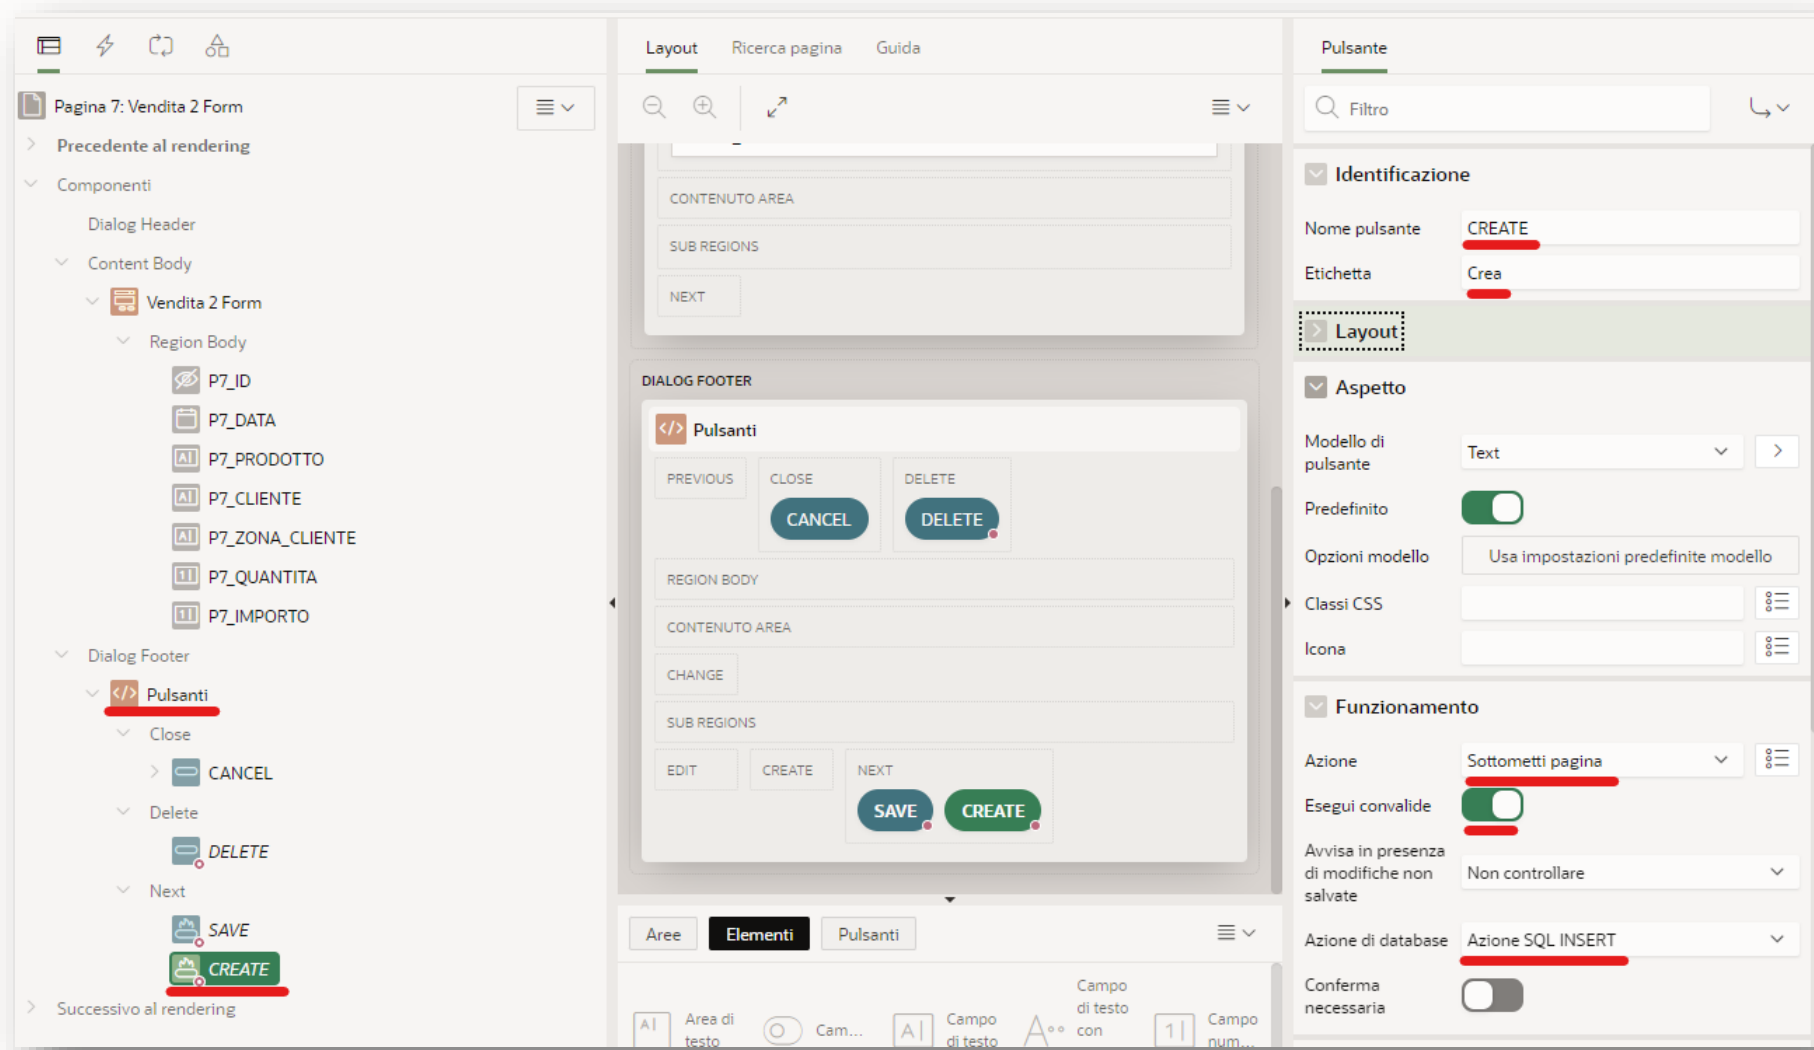 Pagina 7: Vendita 2 Form
Precedente al rendering
Componenti
Dialog Header
Content Body
Vendita 2 Form
Region Body
P7_ID
P7_DATA
P7_PRODOTTO
P7_CLIENTE
P7_ZONA_CLIENTE
P7_QUANTITA
P7_IMPORTO
Dialog Footer
Pulsanti
Close
CANCEL
Delete
DELETE
Next
SAVE
CREATE
Successivo al rendering
Layout Ricerca pagina Guida
CONTENUTO AREA
SUB REGIONS
NEXT
DIALOG FOOTER
Pulsanti
PREVIOUS CLOSE DELETE
CANCEL DELETE
REGION BODY
CONTENUTO AREA
CHANGE
SUB REGIONS
EDIT CREATE NEXT
SAVE CREATE
Aree Elementi Pulsanti
Area di
testo
Cam...
Campo
di testo
Campo
di testo
con
Campo
num...
Pulsante
Filtro
Identificazione
Nome pulsante CREATE
Etichetta Crea
Layout
Aspetto
Modello di
pulsante
Text
Predefinito
Opzioni modello Usa impostazioni predefinite modello
Classi CSS
Icona
Funzionamento
Azione Sottometti pagina
Esegui convalide
Avvisa in presenza
di modifiche non
salvate
Non controllare
Azione di database Azione SQL INSERT
Conferma
necessaria